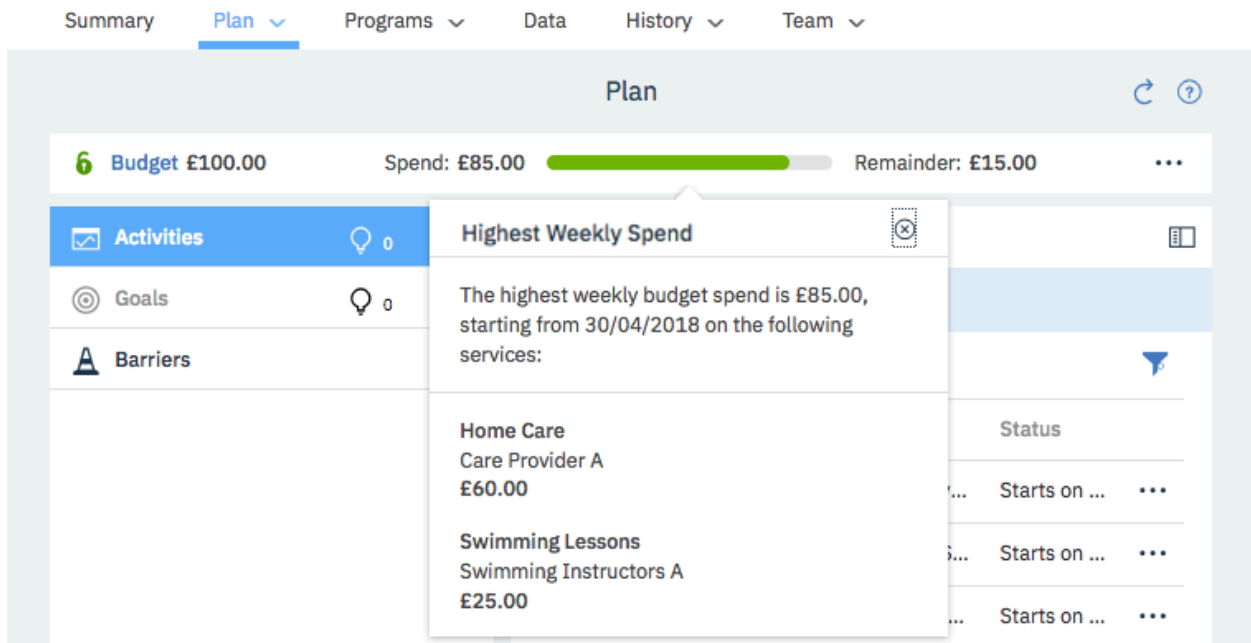 Summary Plan Programs Data History Team
Plan
Budget £100.00 Spend: £85.00 Remainder: £15.00
Activities 0
Highest Weekly Spend
Goals 0
The highest weekly budget spend is £85.00,
starting from 30/04/2018 on the following
services:
Barriers
Home Care
Care Provider A
£60.00
Swimming Lessons
Swimming Instructors A
£25.00
Status
Starts on ...
S... Starts on ...
... Starts on ...